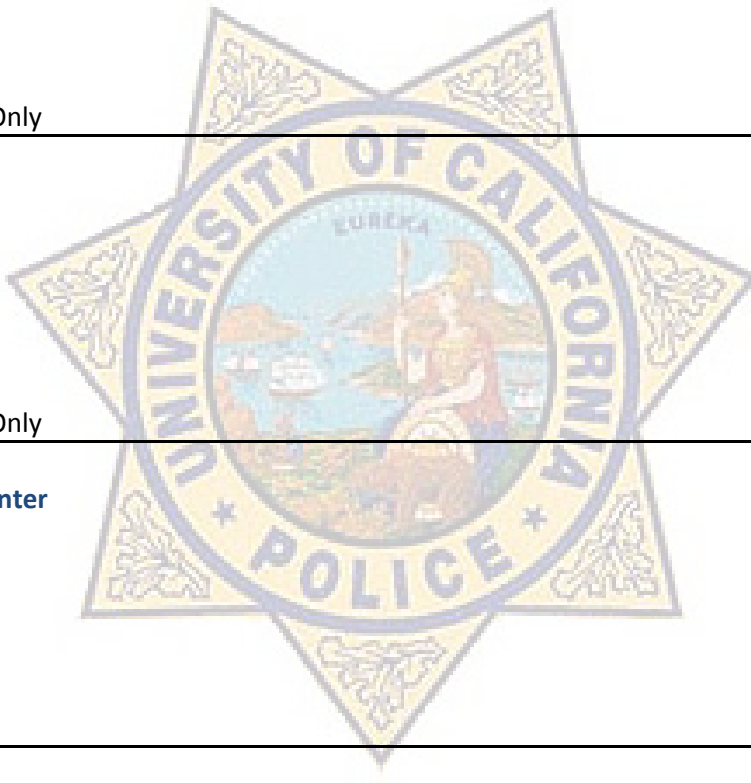 Only
UNIVERSITY OF CALIFORNIA
EUREKA
Only
nter
* POLICE *